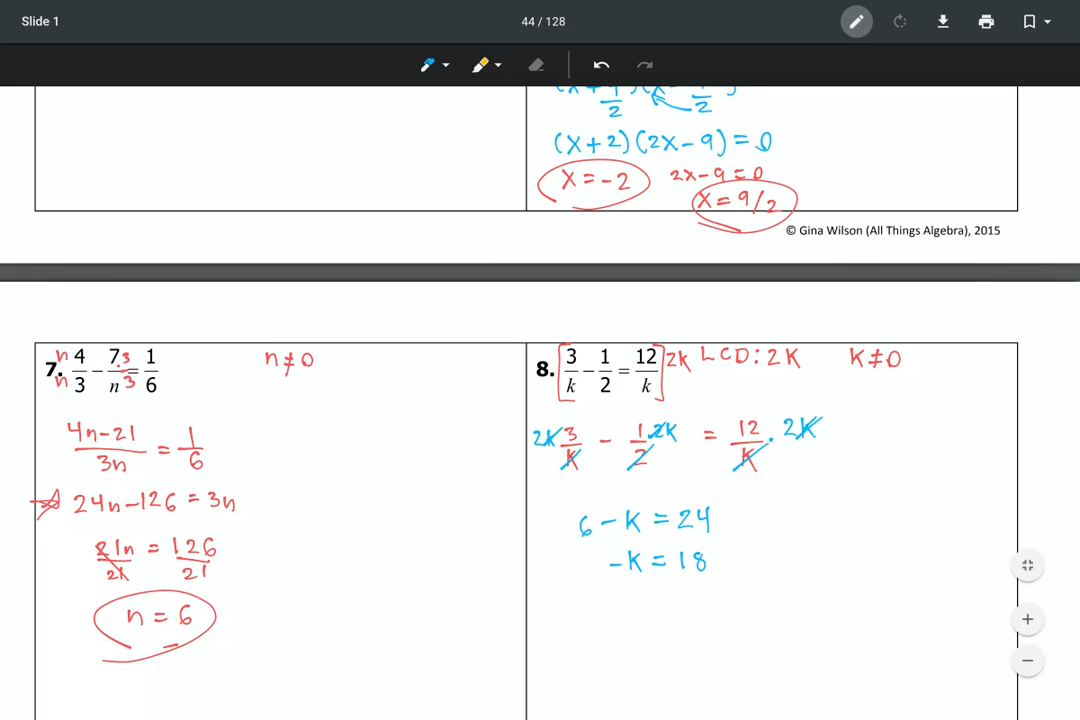 Slide 1
44 / 128
(x+2)(2x-9)=0
x=-2
2x-9=0
x=9/2
© Gina Wilson (All Things Algebra), 2015
7. n/n 4/3 - 7/n · 3/3 = 1/6
n≠0
(4n-21)/3n = 1/6
24n-126=3n
21n/21 = 126/21
n=6
8. [3/k - 1/2 = 12/k] 2k LCD: 2K K≠0
2K 3/K - 1/2 · 2K = 12/K · 2K
6-K=24
-K=18